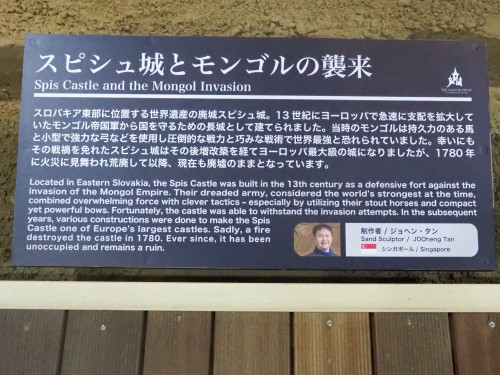 スピシュ城とモンゴルの襲来
Spis Castle and the Mongol Invasion
スロバキア東部に位置する世界遺産の廃城スピシュ城。13世紀にヨーロッパで急速に支配を拡大して
いたモンゴル帝国軍から国を守るための長城として建てられました。当時のモンゴルは持久力のある馬
と小型で強力な弓などを使用し圧倒的な戦力と巧みな戦術で世界最強と恐れられていました。幸いにも
その戦禍を免れたスピシュ城はその後増改築を経てヨーロッパ最大級の城になりましたが、1780年
に火災に見舞われ荒廃して以降、現在も廃墟のままとなっています。
Located in Eastern Slovakia, the Spis Castle was built in the 13th century as a defensive fort against the
invasion of the Mongol Empire. Their dreaded army, considered the world's strongest at the time,
combined overwhelming force with clever tactics – especially by utilizing their stout horses and compact
yet powerful bows. Fortunately, the castle was able to withstand the invasion attempts. In the subsequent
years, various constructions were done to make the Spis
Castle one of Europe's largest castles. Sadly, a fire
destroyed the castle in 1780. Ever since, it has been
unoccupied and remains a ruin.
制作者 / ジョヘン・タン
Sand Sculptor / JOOheng Tan
シンガポール / Singapore